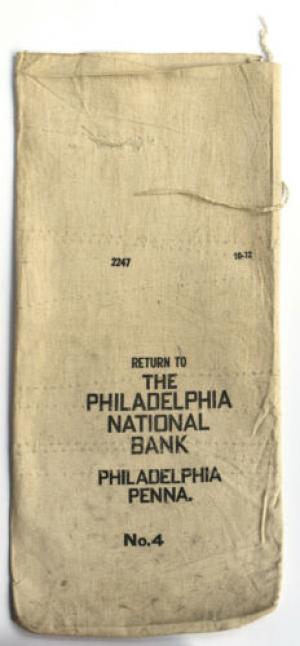 2247 10-72
RETURN TO
THE
PHILADELPHIA
NATIONAL
BANK
PHILADELPHIA
PENNA.
No.4